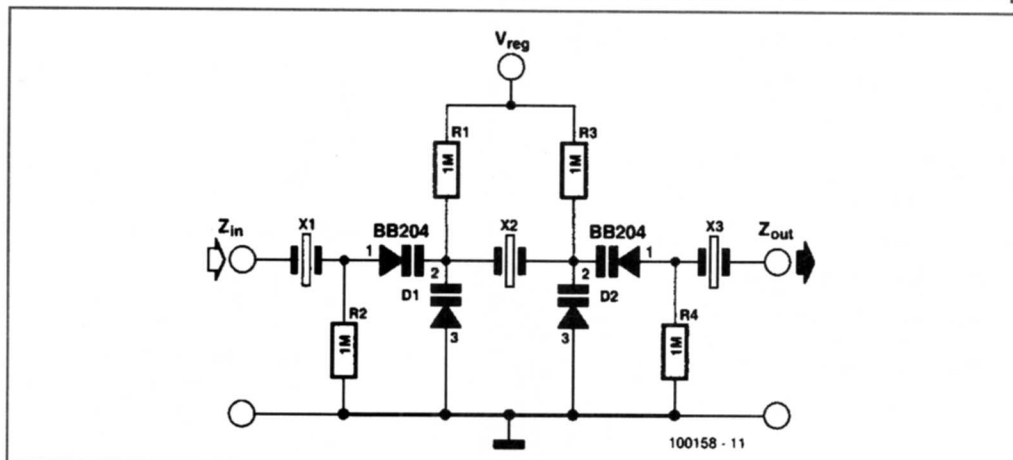 Vreg
R1
1M
R3
1M
Zin
X1
BB204
X2
BB204
X3
Zout
1
2
2
1
D1
D2
R2
1M
3
3
R4
1M
100158 - 11